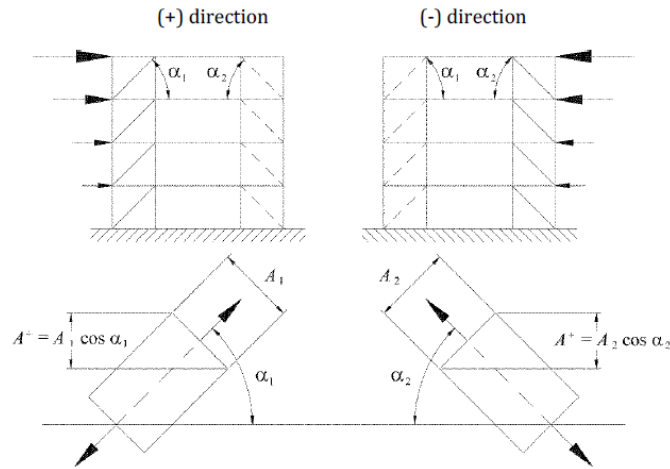 (+) direction
(-) direction
α₁ α₂
α₁ α₂
A₁
A₂
A⁺ = A₁ cos α₁
A⁺ = A₂ cos α₂
α₁
α₂